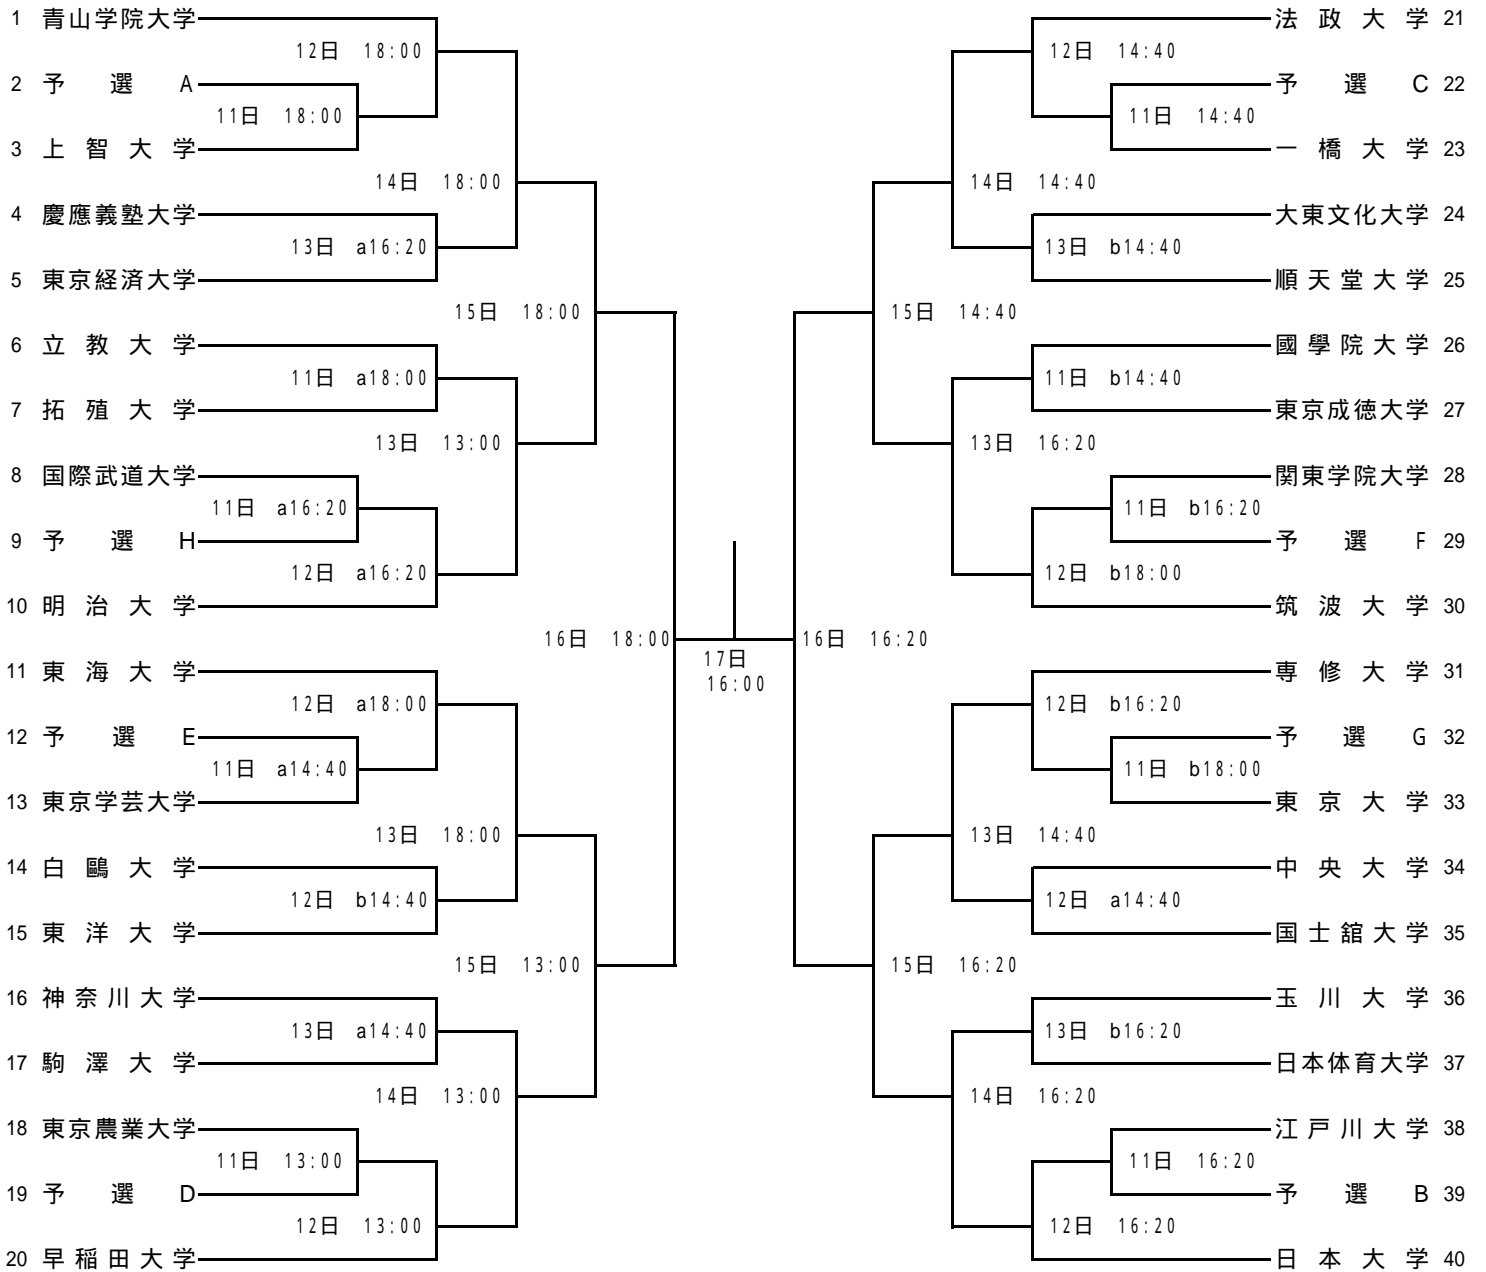 1 青山学院大学
12日 18:00
2 予選A
11日 18:00
3 上智大学
14日 18:00
4 慶應義塾大学
13日 a16:20
5 東京経済大学
15日 18:00
6 立教大学
11日 a18:00
7 拓殖大学
13日 13:00
8 国際武道大学
11日 a16:20
9 予選H
12日 a16:20
10 明治大学
16日 18:00
11 東海大学
12日 a18:00
12 予選E
11日 a14:40
13 東京学芸大学
13日 18:00
14 白鷗大学
12日 b14:40
15 東洋大学
15日 13:00
16 神奈川大学
13日 a14:40
17 駒澤大学
14日 13:00
18 東京農業大学
11日 13:00
19 予選D
12日 13:00
20 早稲田大学
17日
16:00
法政大学 21
12日 14:40
予選C 22
11日 14:40
一橋大学 23
14日 14:40
大東文化大学 24
13日 b14:40
順天堂大学 25
15日 14:40
國學院大学 26
11日 b14:40
東京成徳大学 27
13日 16:20
関東学院大学 28
11日 b16:20
予選F 29
12日 b18:00
筑波大学 30
16日 16:20
専修大学 31
12日 b16:20
予選G 32
11日 b18:00
東京大学 33
13日 14:40
中央大学 34
12日 a14:40
国士舘大学 35
15日 16:20
玉川大学 36
13日 b16:20
日本体育大学 37
14日 16:20
江戸川大学 38
11日 16:20
予選B 39
12日 16:20
日本大学 40